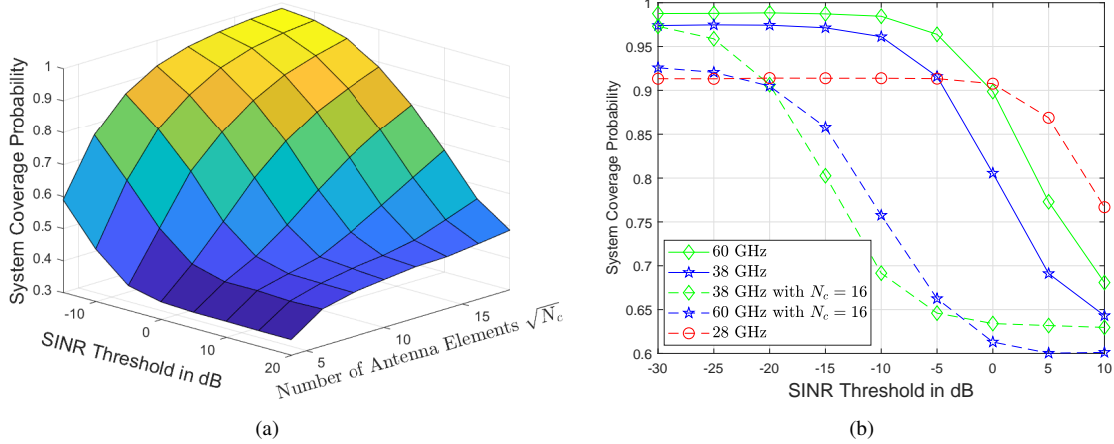 1
0.9
0.8
0.7
0.6
0.5
0.4
0.3
System Coverage Probability
-10
0
10
20
SINR Threshold in dB
5
10
15
Number of Antenna Elements √N_c
(a)
1
0.95
0.9
0.85
0.8
0.75
0.7
0.65
0.6
System Coverage Probability
60 GHz
38 GHz
38 GHz with N_c = 16
60 GHz with N_c = 16
28 GHz
-30 -25 -20 -15 -10 -5 0 5 10
SINR Threshold in dB
(b)